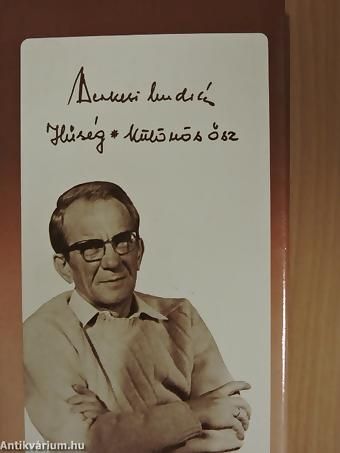 Berkesi András
Hűség * Különös ősz
Antikvárium.hu